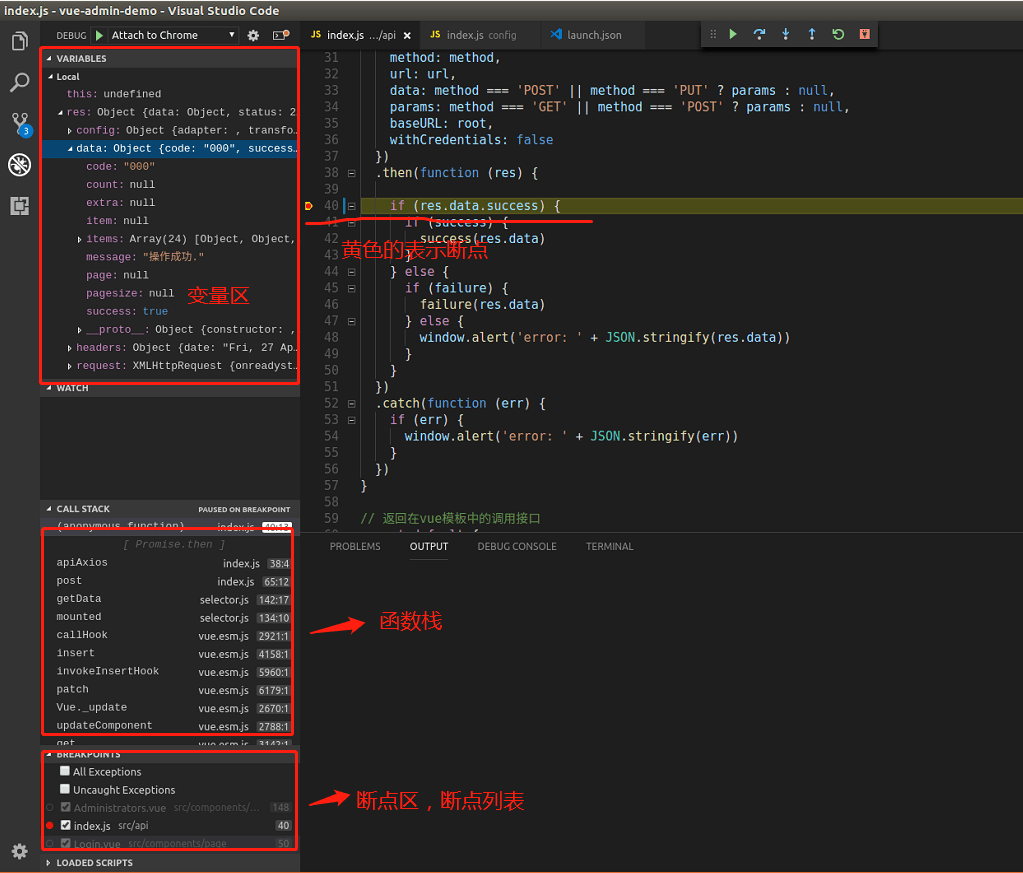 index.js - vue-admin-demo - Visual Studio Code
DEBUG Attach to Chrome
JS index.js .../api ×
JS index.js config
launch.json
3
VARIABLES
Local
this: undefined
res: Object {data: Object, status: 2
config: Object {adapter: , transfo…
data: Object {code: "000", success…
code: "000"
count: null
extra: null
item: null
items: Array(24) [Object, Object,
message: "操作成功."
page: null
pagesize: null
变量区
success: true
__proto__: Object {constructor: ,
headers: Object {date: "Fri, 27 Ap…
request: XMLHttpRequest {onreadyst…
WATCH
CALL STACK PAUSED ON BREAKPOINT
(anonymous function) index.js 40:13
[ Promise.then ]
apiAxios index.js 38:4
post index.js 65:12
getData selector.js 142:17
mounted selector.js 134:10
callHook vue.esm.js 2921:1
insert vue.esm.js 4158:1
invokeInsertHook vue.esm.js 5960:1
patch vue.esm.js 6179:1
Vue._update vue.esm.js 2670:1
updateComponent vue.esm.js 2788:1
get vue.esm.js 3142:1
BREAKPOINTS
All Exceptions
Uncaught Exceptions
Administrators.vue src/components/... 148
index.js src/api 40
Login.vue src/components/page 50
LOADED SCRIPTS
31 method: method,
32 url: url,
33 data: method === 'POST' || method === 'PUT' ? params : null,
34 params: method === 'GET' || method === 'POST' ? params : null,
35 baseURL: root,
36 withCredentials: false
37 })
38 .then(function (res) {
39
40 if (res.data.success) {
41 if (success) {
42 success(res.data)
黄色的表示断点
43 }
44 } else {
45 if (failure) {
46 failure(res.data)
47 } else {
48 window.alert('error: ' + JSON.stringify(res.data))
49 }
50 }
51 })
52 .catch(function (err) {
53 if (err) {
54 window.alert('error: ' + JSON.stringify(err))
55 }
56 })
57 }
58
59 // 返回在vue模板中的调用接口
PROBLEMS OUTPUT DEBUG CONSOLE TERMINAL
函数栈
断点区，断点列表